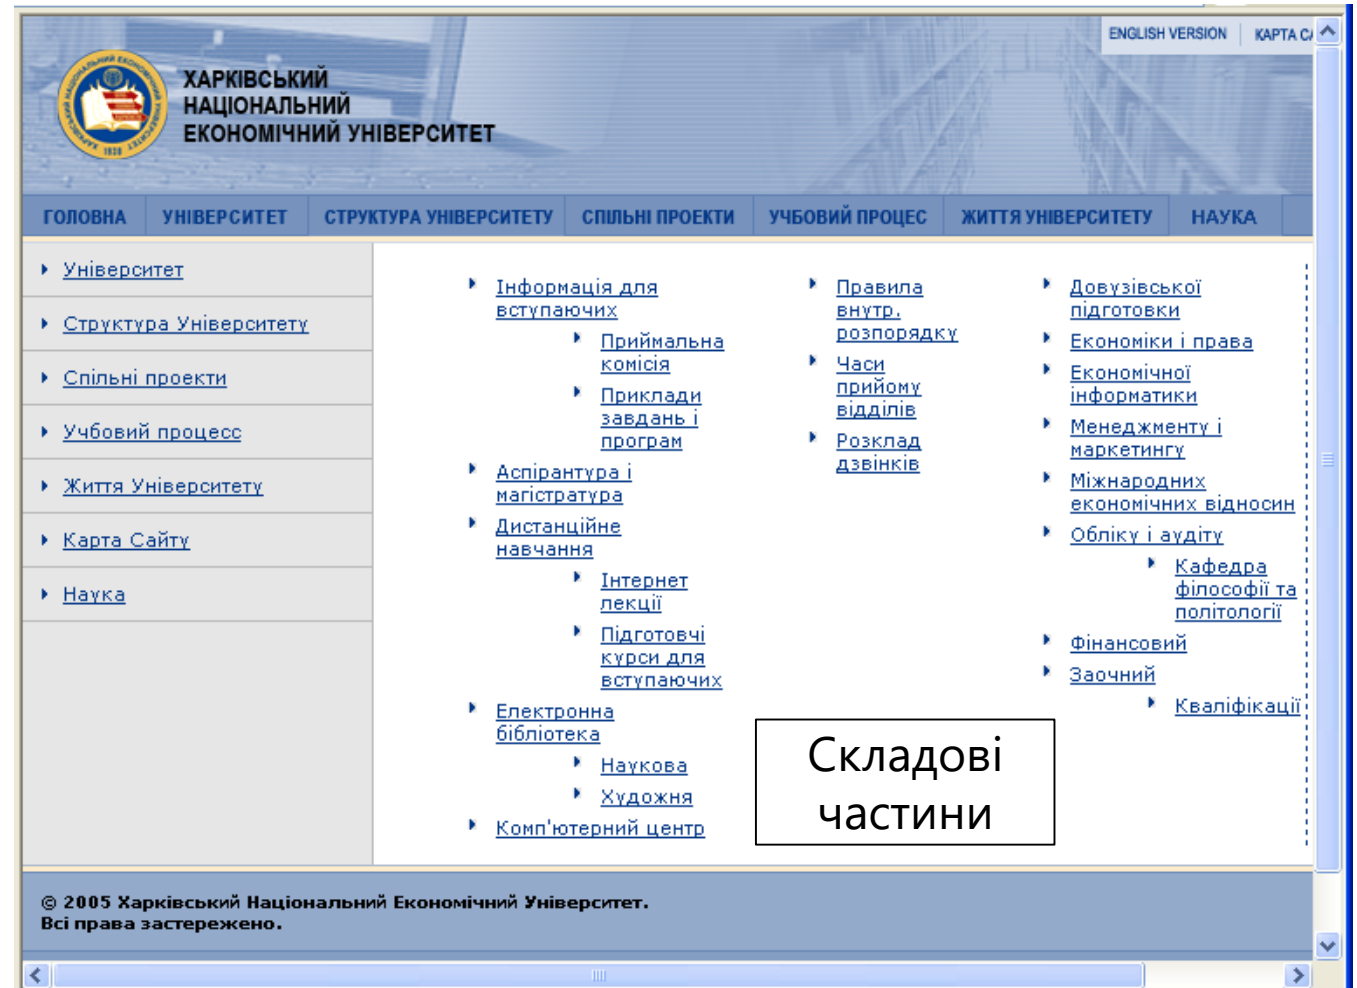 ENGLISH VERSION
КАРТА СА
ХАРКІВСЬКИЙ
НАЦІОНАЛЬНИЙ
ЕКОНОМІЧНИЙ УНІВЕРСИТЕТ
ГОЛОВНА УНІВЕРСИТЕТ СТРУКТУРА УНІВЕРСИТЕТУ СПІЛЬНІ ПРОЕКТИ УЧБОВИЙ ПРОЦЕС ЖИТТЯ УНІВЕРСИТЕТУ НАУКА
Університет
Структура Університету
Спільні проекти
Учбовий процесс
Життя Університету
Карта Сайту
Наука
Інформація для
вступаючих
Приймальна
комісія
Приклади
завдань і
програм
Аспірантура і
магістратура
Дистанційне
навчання
Інтернет
лекції
Підготовчі
курси для
вступаючих
Електронна
бібліотека
Наукова
Художня
Комп'ютерний центр
Правила
внутр.
розпорядку
Часи
прийому
відділів
Розклад
дзвінків
Довузівської
підготовки
Економіки і права
Економічної
інформатики
Менеджменту і
маркетингу
Міжнародних
економічних відносин
Обліку і аудіту
Кафедра
філософії та
політології
Фінансовий
Заочний
Кваліфікації
Складові
частини
© 2005 Харківський Національний Економічний Університет.
Всі права застережено.